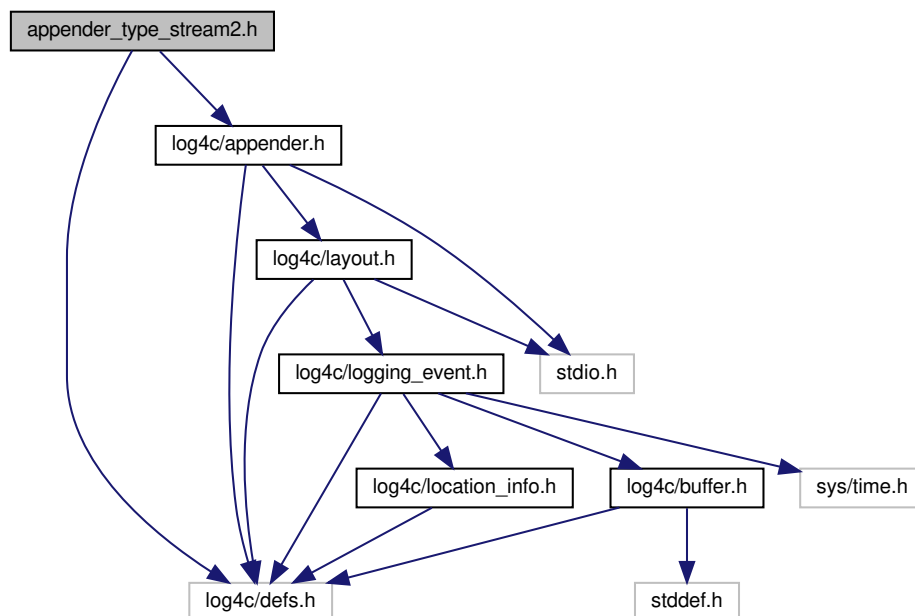 appender_type_stream2.h
log4c/appender.h
log4c/layout.h
log4c/logging_event.h
stdio.h
log4c/location_info.h
log4c/buffer.h
sys/time.h
log4c/defs.h
stddef.h